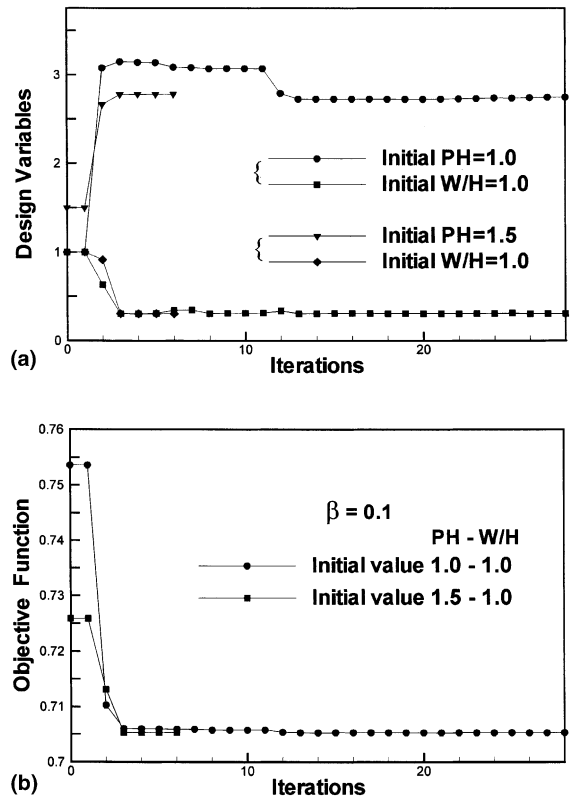 3
2
1
0
0
10
20
Design Variables
Iterations
(a)
Initial PH=1.0
Initial W/H=1.0
Initial PH=1.5
Initial W/H=1.0
0.76
0.75
0.74
0.73
0.72
0.71
0.7
0
10
20
Objective Function
Iterations
(b)
β = 0.1
PH - W/H
Initial value 1.0 - 1.0
Initial value 1.5 - 1.0